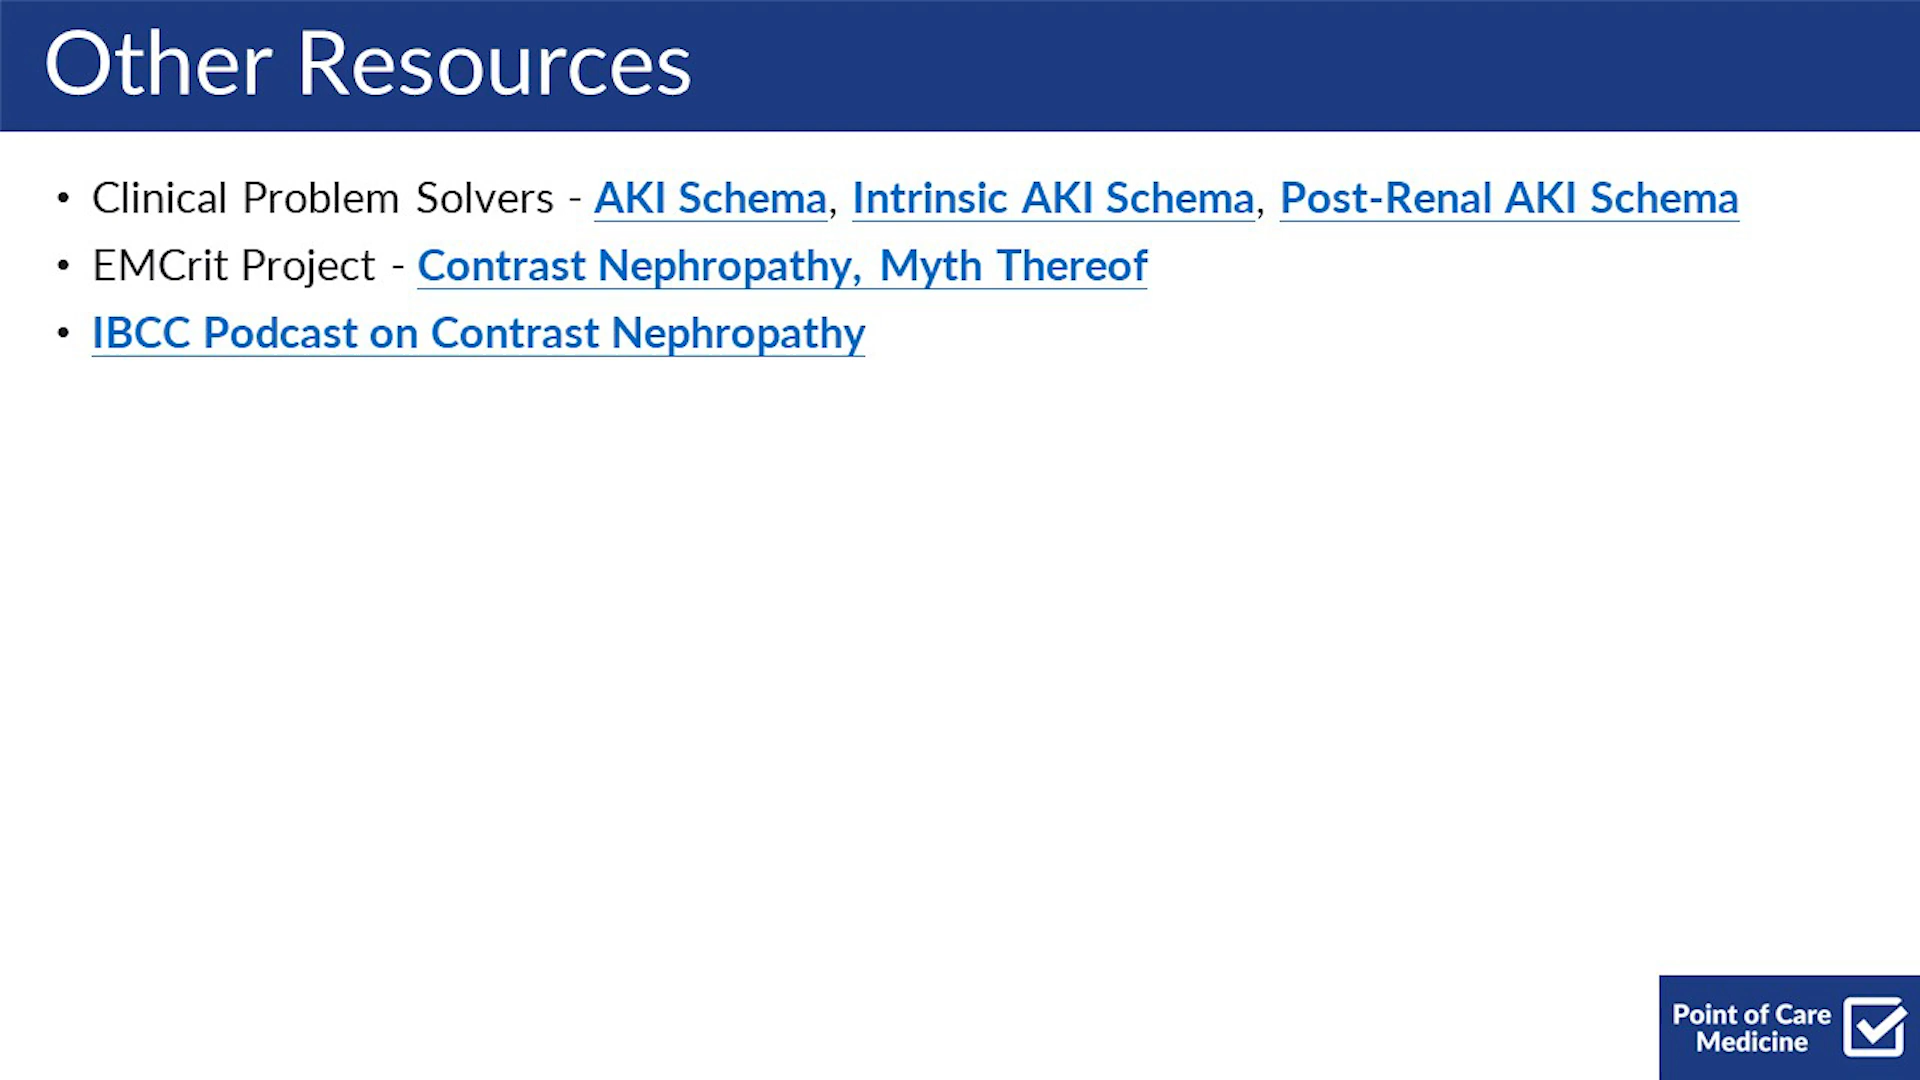 Other Resources
• Clinical Problem Solvers - AKI Schema, Intrinsic AKI Schema, Post-Renal AKI Schema
• EMCrit Project - Contrast Nephropathy, Myth Thereof
• IBCC Podcast on Contrast Nephropathy
Point of Care
Medicine